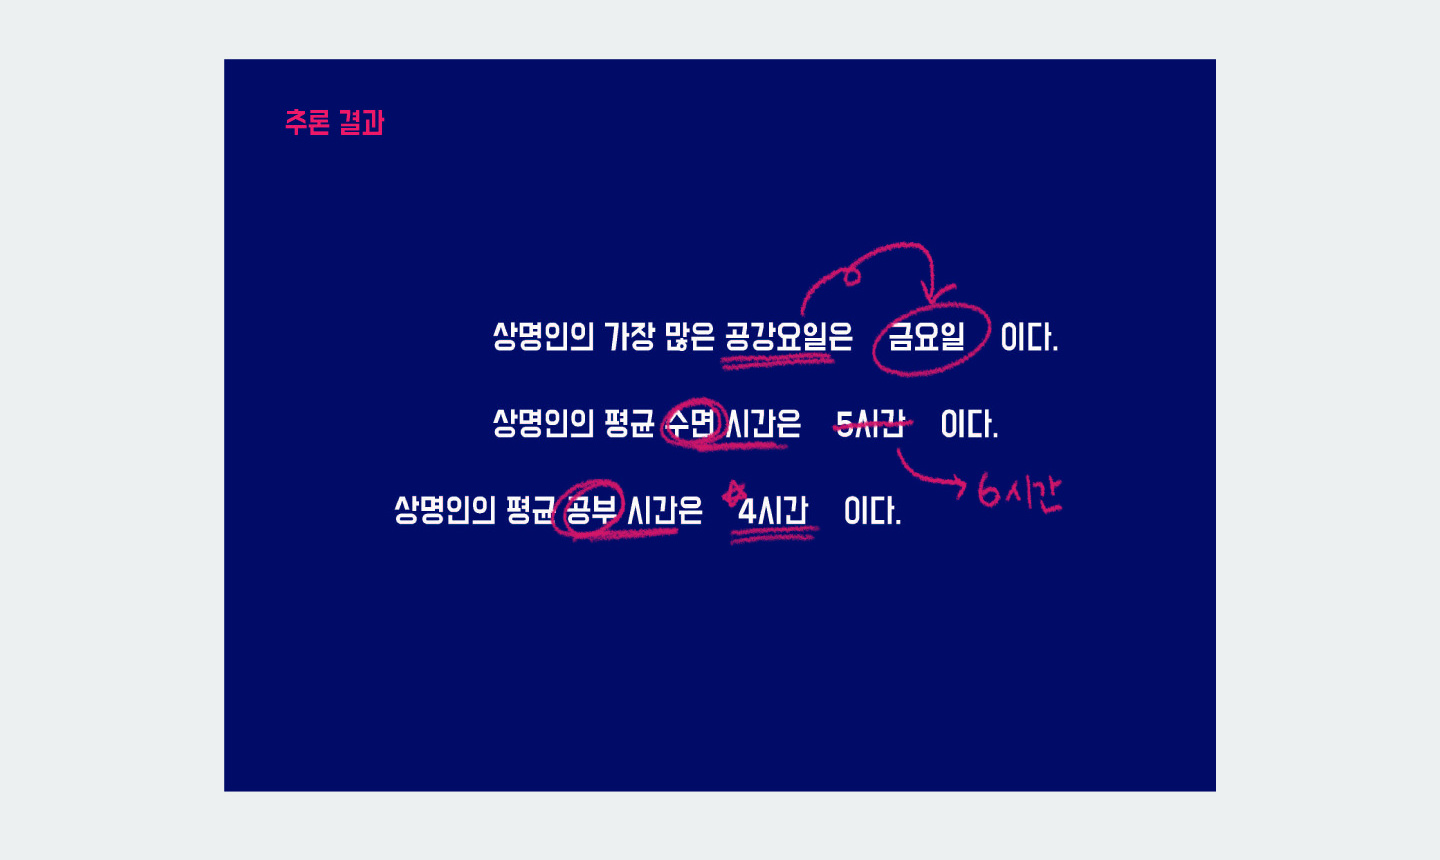 추론 결과
상명인의 가장 많은 공강요일은 금요일 이다.
상명인의 평균 수면 시간은 5시간 이다.
6시간
상명인의 평균 공부 시간은 4시간 이다.